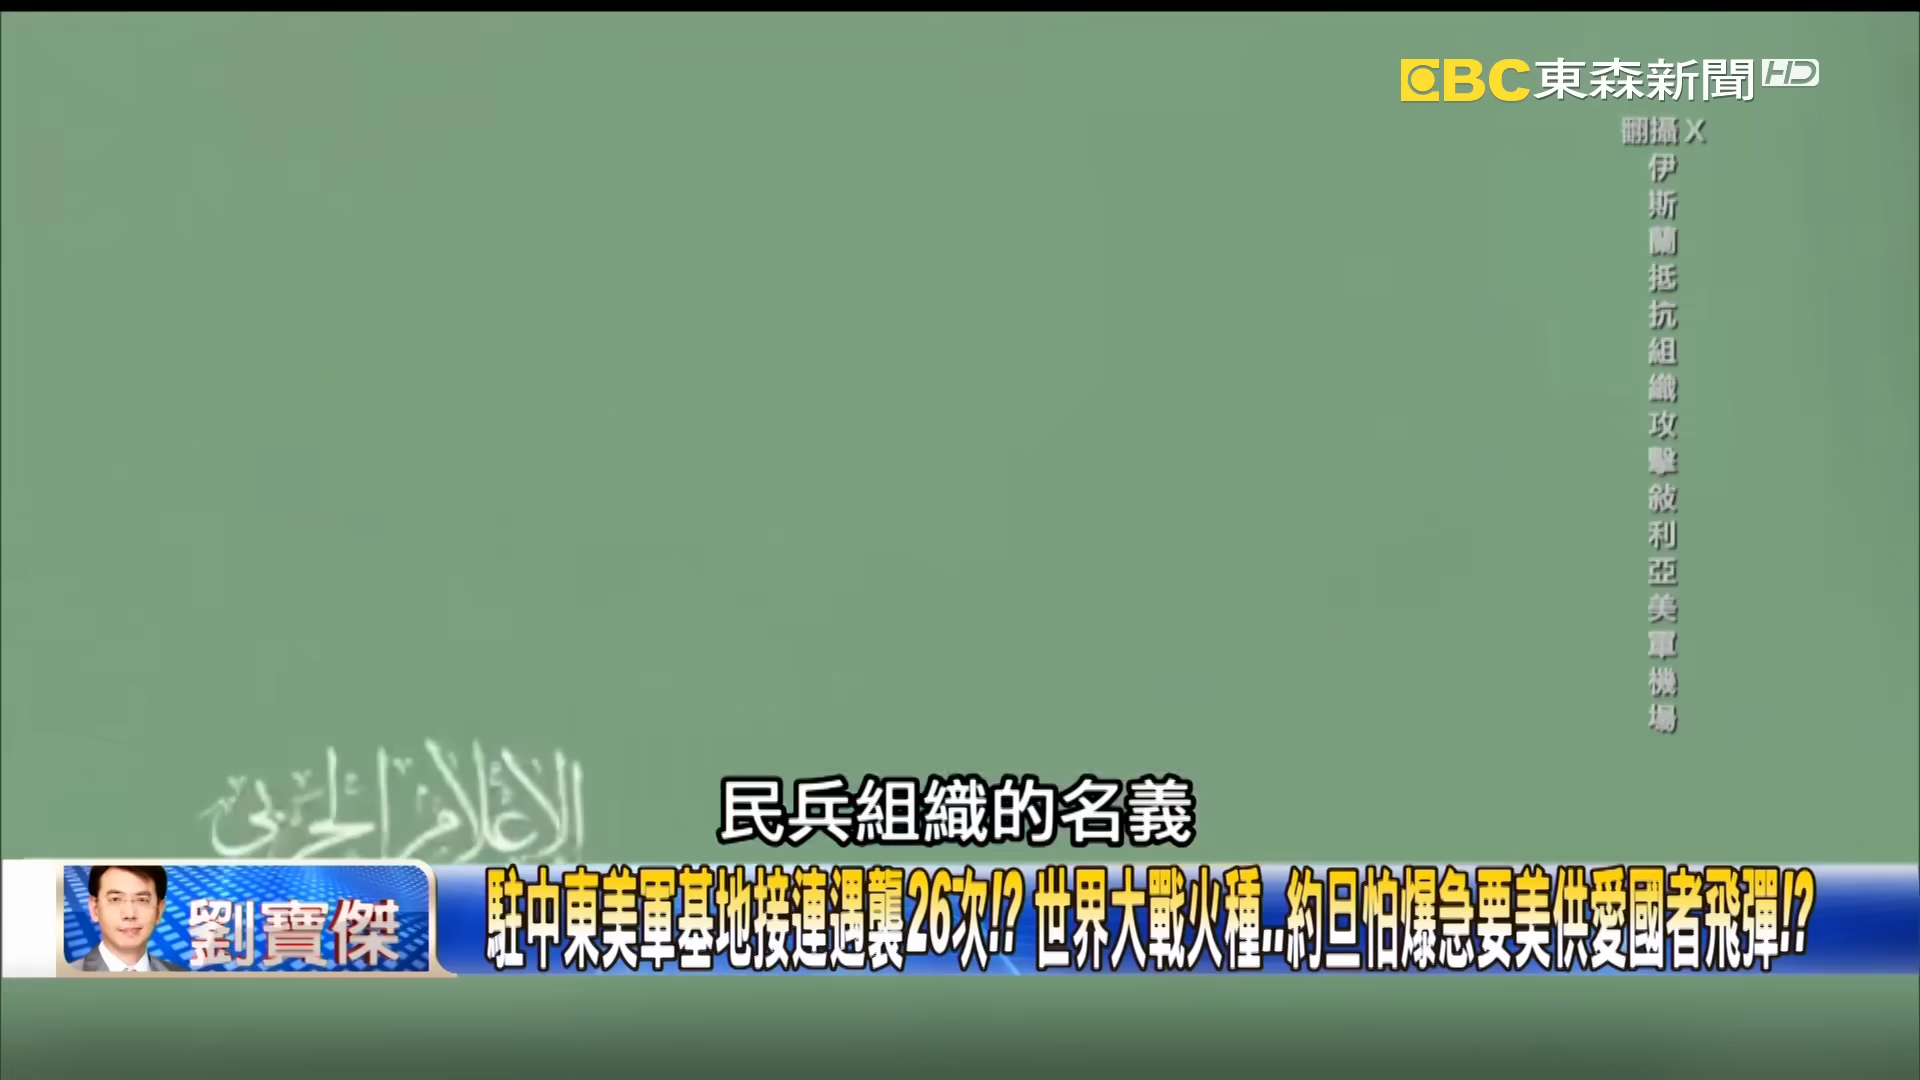 EBC東森新聞HD
翻攝X
伊斯蘭抵抗組織攻擊敍利亞美軍機場
الإعلام الحربي
民兵組織的名義
劉寶傑
駐中東美軍基地接連遇襲26次!? 世界大戰火種..約旦怕爆急要美供愛國者飛彈!?